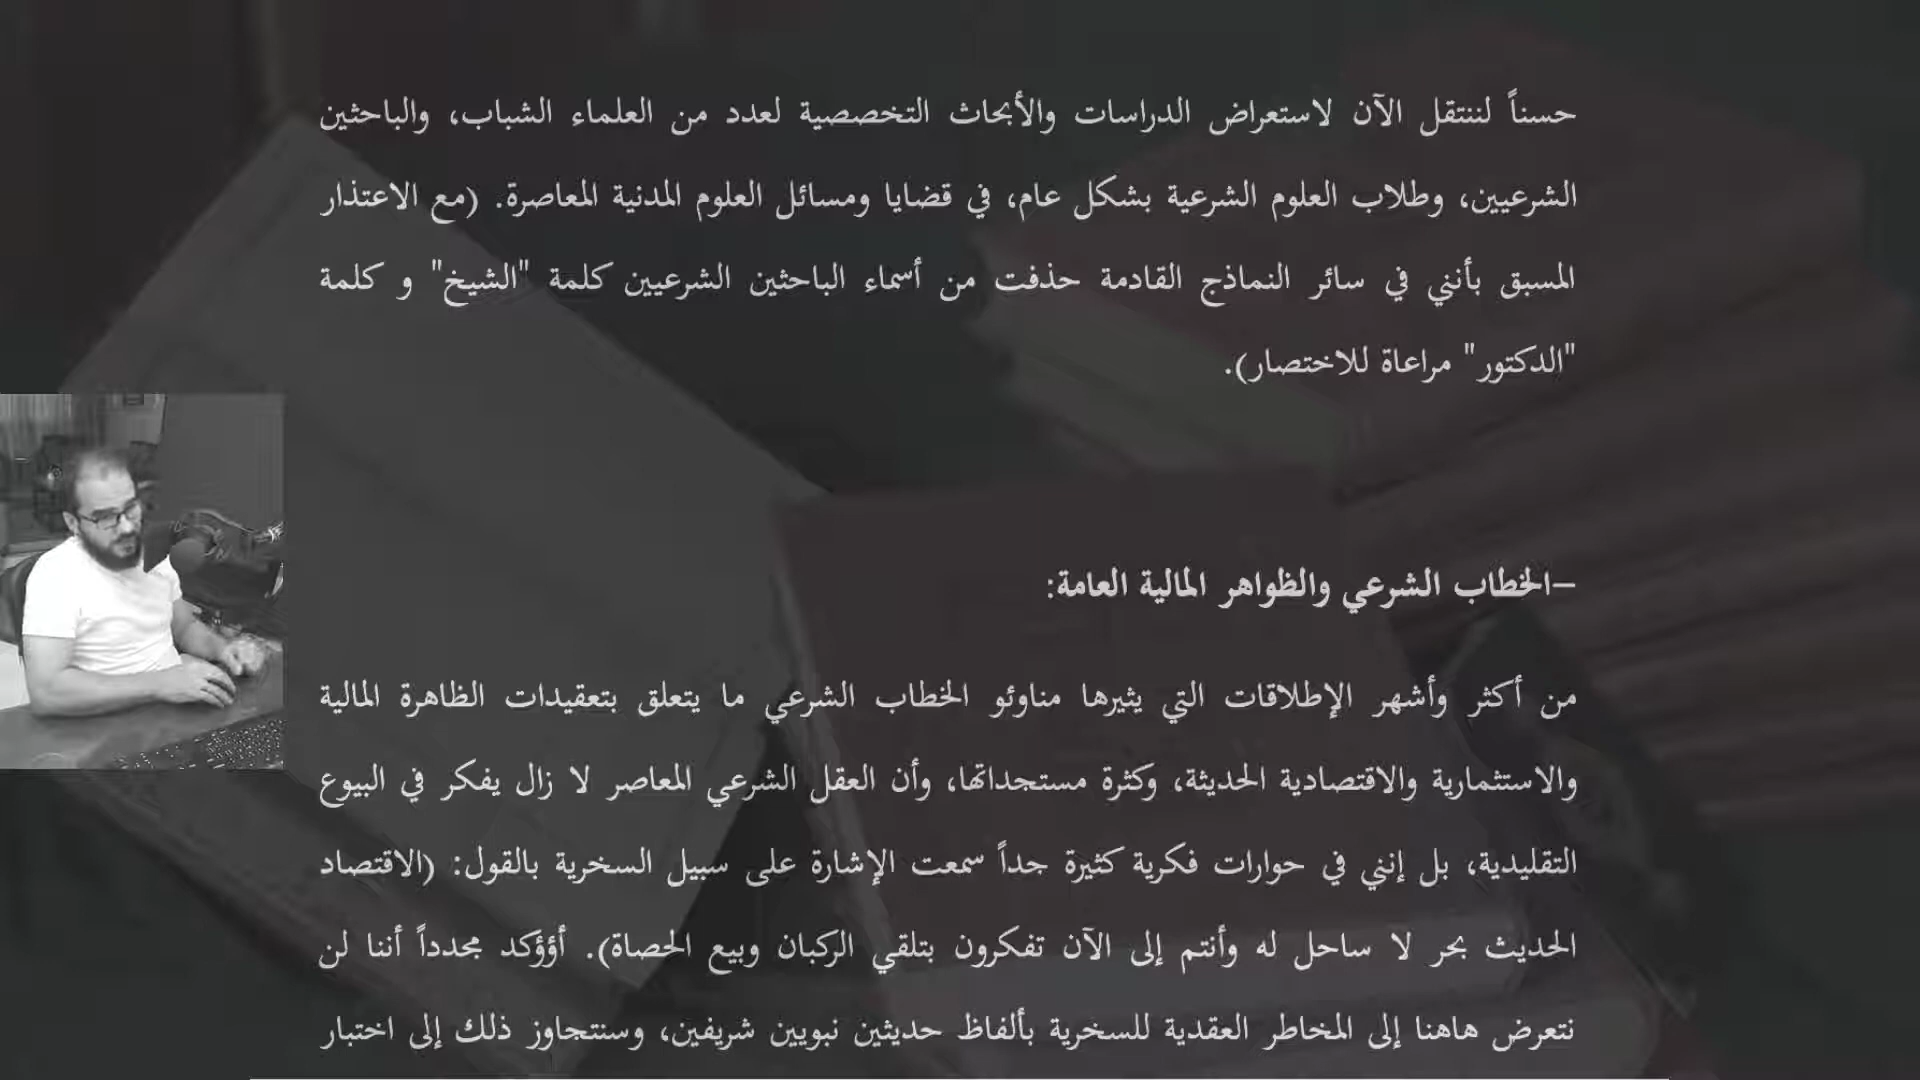 حسناً لننتقل الآن لاستعراض الدراسات والأبحاث التخصصية لعدد من العلماء الشباب، والباحثين
الشرعيين، وطلاب العلوم الشرعية بشكل عام، في قضايا ومسائل العلوم المدنية المعاصرة. (مع الاعتذار
المسبق بأنني في سائر النماذج القادمة حذفت من أسماء الباحثين الشرعيين كلمة "الشيخ" و كلمة
"الدكتور" مراعاة للاختصار).
–الخطاب الشرعي والظواهر المالية العامة:
من أكثر وأشهر الإطلاقات التي يثيرها مناوئو الخطاب الشرعي ما يتعلق بتعقيدات الظاهرة المالية
والاستثمارية والاقتصادية الحديثة، وكثرة مستجداتها، وأن العقل الشرعي المعاصر لا زال يفكر في البيوع
التقليدية، بل إنني في حوارات فكرية كثيرة جداً سمعت الإشارة على سبيل السخرية بالقول: (الاقتصاد
الحديث بحر لا ساحل له وأنتم إلى الآن تفكرون بتلقي الركبان وبيع الحصاة). أؤؤكد مجدداً أننا لن
نتعرض هاهنا إلى المخاطر العقدية للسخرية بألفاظ حديثين نبويين شريفين، وسنتجاوز ذلك إلى اختبار